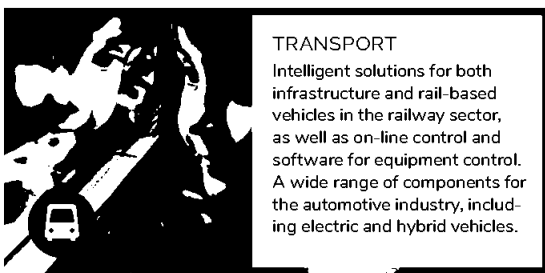 TRANSPORT
Intelligent solutions for both
infrastructure and rail-based
vehicles in the railway sector,
as well as on-line control and
software for equipment control.
A wide range of components for
the automotive industry, includ-
ing electric and hybrid vehicles.